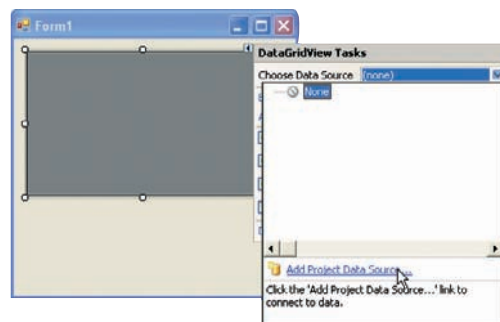 Form1
DataGridView Tasks
Choose Data Source (none)
None
Add Project Data Source...
Click the 'Add Project Data Source...' link to
connect to data.